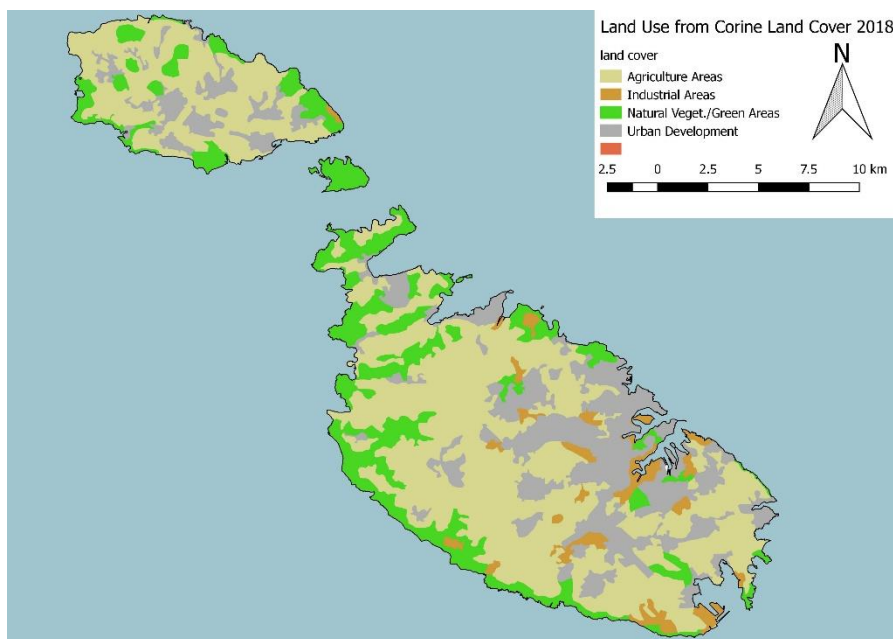 Land Use from Corine Land Cover 2018
land cover
N
Agriculture Areas
Industrial Areas
Natural Veget./Green Areas
Urban Development
2.5 0 2.5 5 7.5 10 km